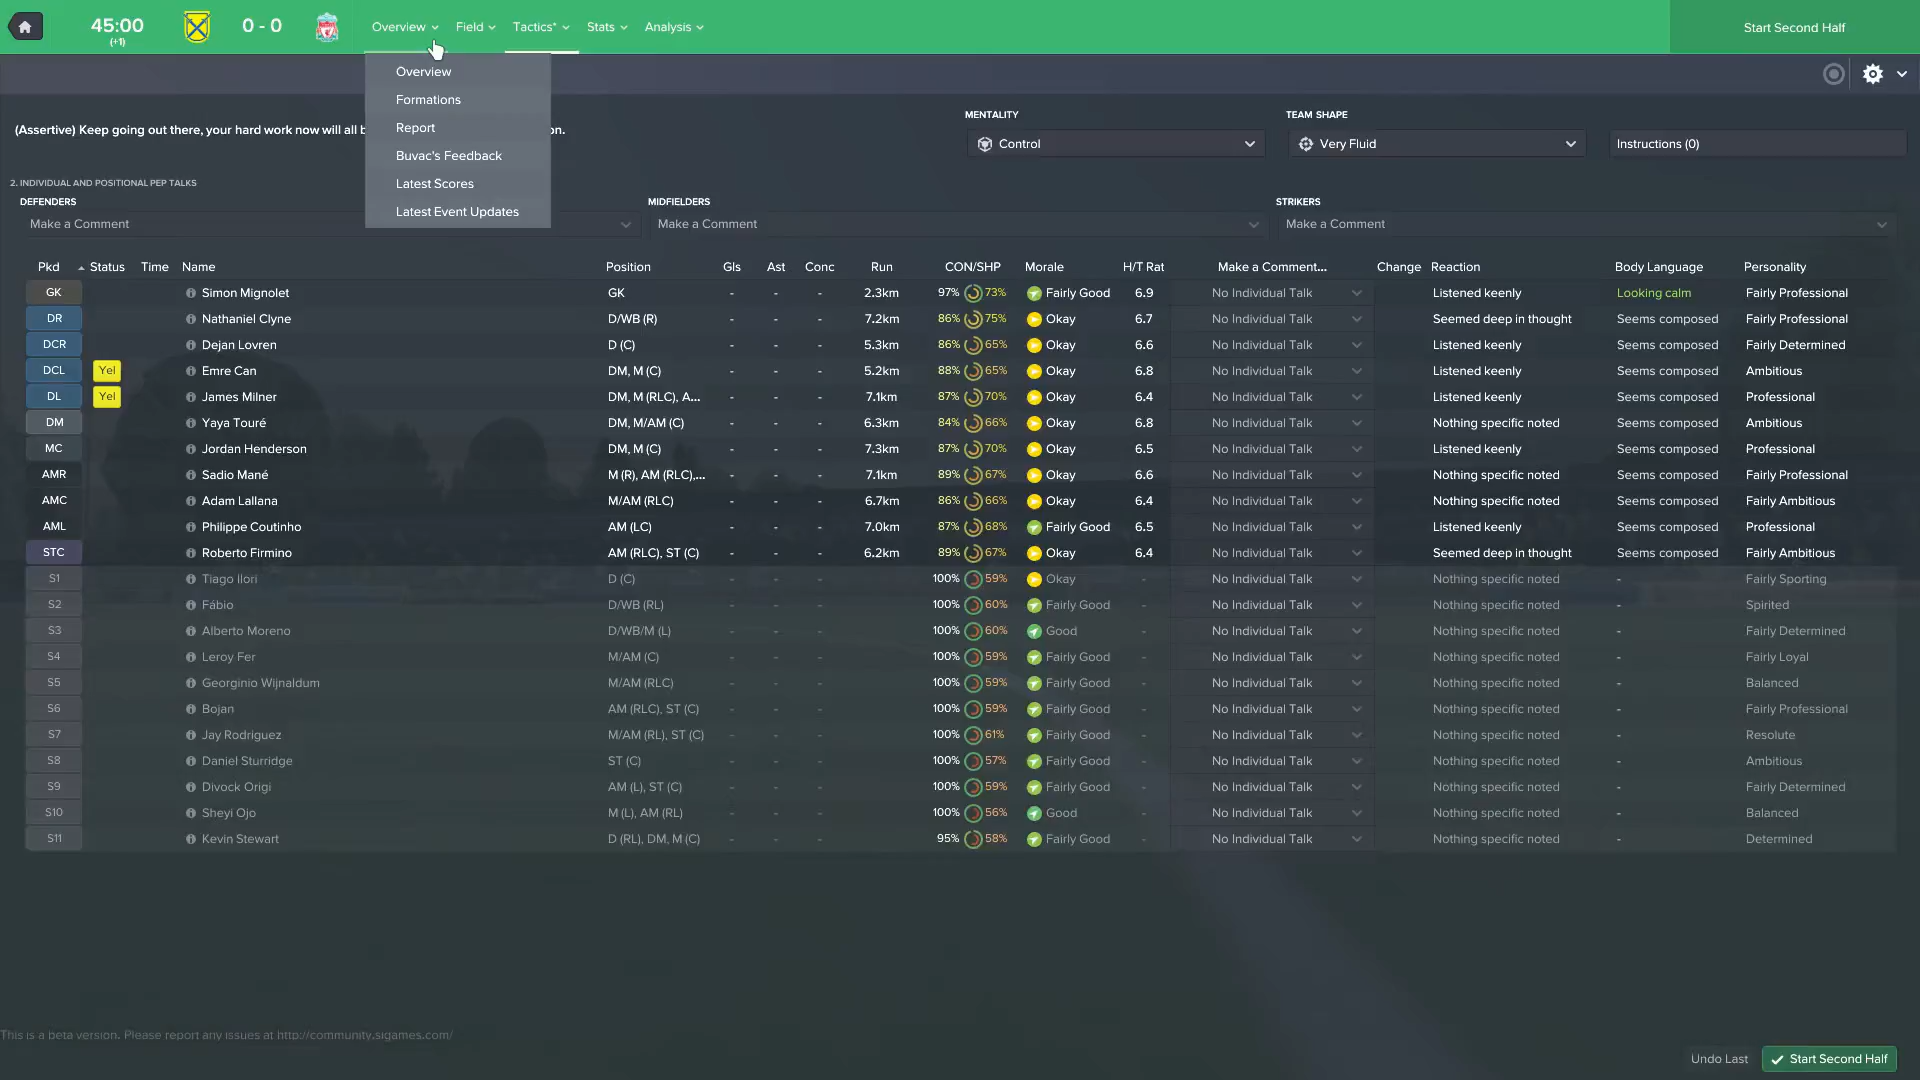 45:00
(+1)
0 - 0
Overview Field Tactics* Stats Analysis
Start Second Half
Overview
Formations
Report
Buvac's Feedback
Latest Scores
Latest Event Updates
(Assertive) Keep going out there, your hard work now will all b on.
MENTALITY
Control
TEAM SHAPE
Very Fluid
Instructions (0)
2. INDIVIDUAL AND POSITIONAL PEP TALKS
DEFENDERS MIDFIELDERS STRIKERS
Make a Comment Make a Comment Make a Comment
Pkd Status Time Name Position Gls Ast Conc Run CON/SHP Morale H/T Rat Make a Comment... Change Reaction Body Language Personality
GK Simon Mignolet GK - - - 2.3km 97% 73% Fairly Good 6.9 No Individual Talk Listened keenly Looking calm Fairly Professional
DR Nathaniel Clyne D/WB (R) - - - 7.2km 86% 75% Okay 6.7 No Individual Talk Seemed deep in thought Seems composed Fairly Professional
DCR Dejan Lovren D (C) - - - 5.3km 86% 65% Okay 6.6 No Individual Talk Listened keenly Seems composed Fairly Determined
DCL Yel Emre Can DM, M (C) - - - 5.2km 88% 65% Okay 6.8 No Individual Talk Listened keenly Seems composed Ambitious
DL Yel James Milner DM, M (RLC), A... - - - 7.1km 87% 70% Okay 6.4 No Individual Talk Listened keenly Seems composed Professional
DM Yaya Touré DM, M/AM (C) - - - 6.3km 84% 66% Okay 6.8 No Individual Talk Nothing specific noted Seems composed Ambitious
MC Jordan Henderson DM, M (C) - - - 7.3km 87% 70% Okay 6.5 No Individual Talk Listened keenly Seems composed Professional
AMR Sadio Mané M (R), AM (RLC),... - - - 7.1km 89% 67% Okay 6.6 No Individual Talk Nothing specific noted Seems composed Fairly Professional
AMC Adam Lallana M/AM (RLC) - - - 6.7km 86% 66% Okay 6.4 No Individual Talk Nothing specific noted Seems composed Fairly Ambitious
AML Philippe Coutinho AM (LC) - - - 7.0km 87% 68% Fairly Good 6.5 No Individual Talk Listened keenly Seems composed Professional
STC Roberto Firmino AM (RLC), ST (C) - - - 6.2km 89% 67% Okay 6.4 No Individual Talk Seemed deep in thought Seems composed Fairly Ambitious
S1 Tiago Ilori D (C) - - - 100% 59% Okay - No Individual Talk Nothing specific noted - Fairly Sporting
S2 Fábio D/WB (RL) - - - 100% 60% Fairly Good - No Individual Talk Nothing specific noted - Spirited
S3 Alberto Moreno D/WB/M (L) - - - 100% 60% Good - No Individual Talk Nothing specific noted - Fairly Determined
S4 Leroy Fer M/AM (C) - - - 100% 59% Fairly Good - No Individual Talk Nothing specific noted - Fairly Loyal
S5 Georginio Wijnaldum M/AM (RLC) - - - 100% 59% Fairly Good - No Individual Talk Nothing specific noted - Balanced
S6 Bojan AM (RLC), ST (C) - - - 100% 59% Fairly Good - No Individual Talk Nothing specific noted - Fairly Professional
S7 Jay Rodriguez M/AM (RL), ST (C) - - - 100% 61% Fairly Good - No Individual Talk Nothing specific noted - Resolute
S8 Daniel Sturridge ST (C) - - - 100% 57% Fairly Good - No Individual Talk Nothing specific noted - Ambitious
S9 Divock Origi AM (L), ST (C) - - - 100% 59% Fairly Good - No Individual Talk Nothing specific noted - Fairly Determined
S10 Sheyi Ojo M (L), AM (RL) - - - 100% 56% Good - No Individual Talk Nothing specific noted - Balanced
S11 Kevin Stewart D (RL), DM, M (C) - - - 95% 58% Fairly Good - No Individual Talk Nothing specific noted - Determined
This is a beta version. Please report any issues at http://community.sigames.com/
Undo Last Start Second Half